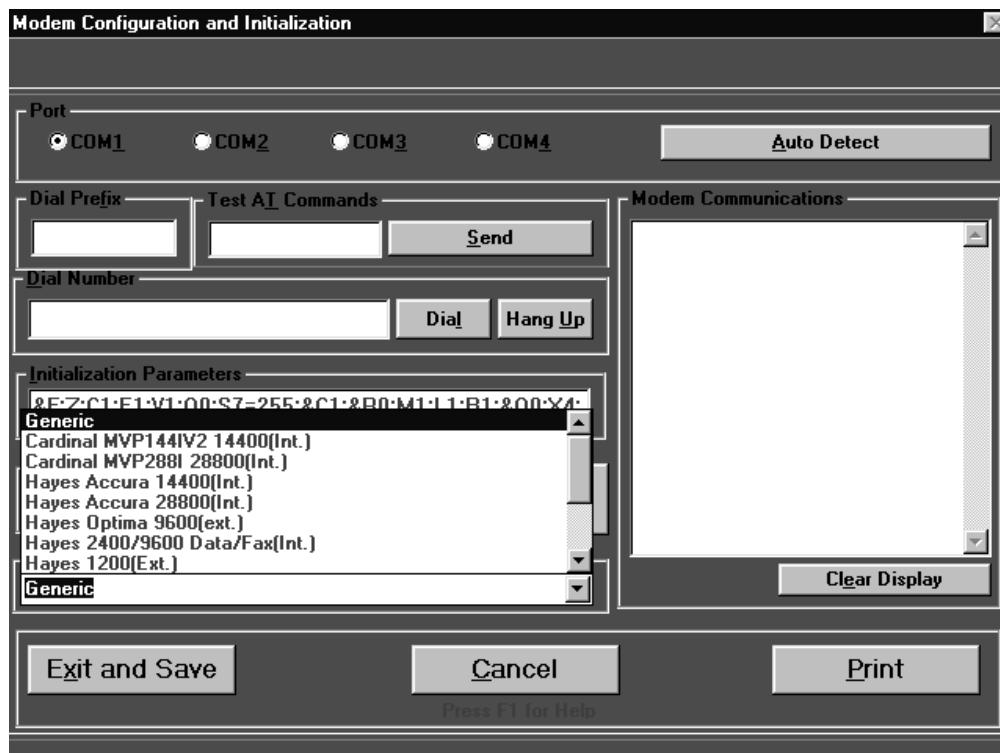 Modem Configuration and Initialization
Port
COM1 COM2 COM3 COM4 Auto Detect
Dial Prefix
Test AT Commands
Send
Modem Communications
Dial Number
Dial Hang Up
Initialization Parameters
&F;Z;C1;E1;V1;Q0;S7=255;&C1;&R0;M1;L1;B1;&Q0;X4;
Generic
Cardinal MVP144IV2 14400(Int.)
Cardinal MVP288I 28800(Int.)
Hayes Accura 14400(Int.)
Hayes Accura 28800(Int.)
Hayes Optima 9600(ext.)
Hayes 2400/9600 Data/Fax(Int.)
Hayes 1200(Ext.)
Generic
Clear Display
Exit and Save Cancel Print
Press F1 for Help